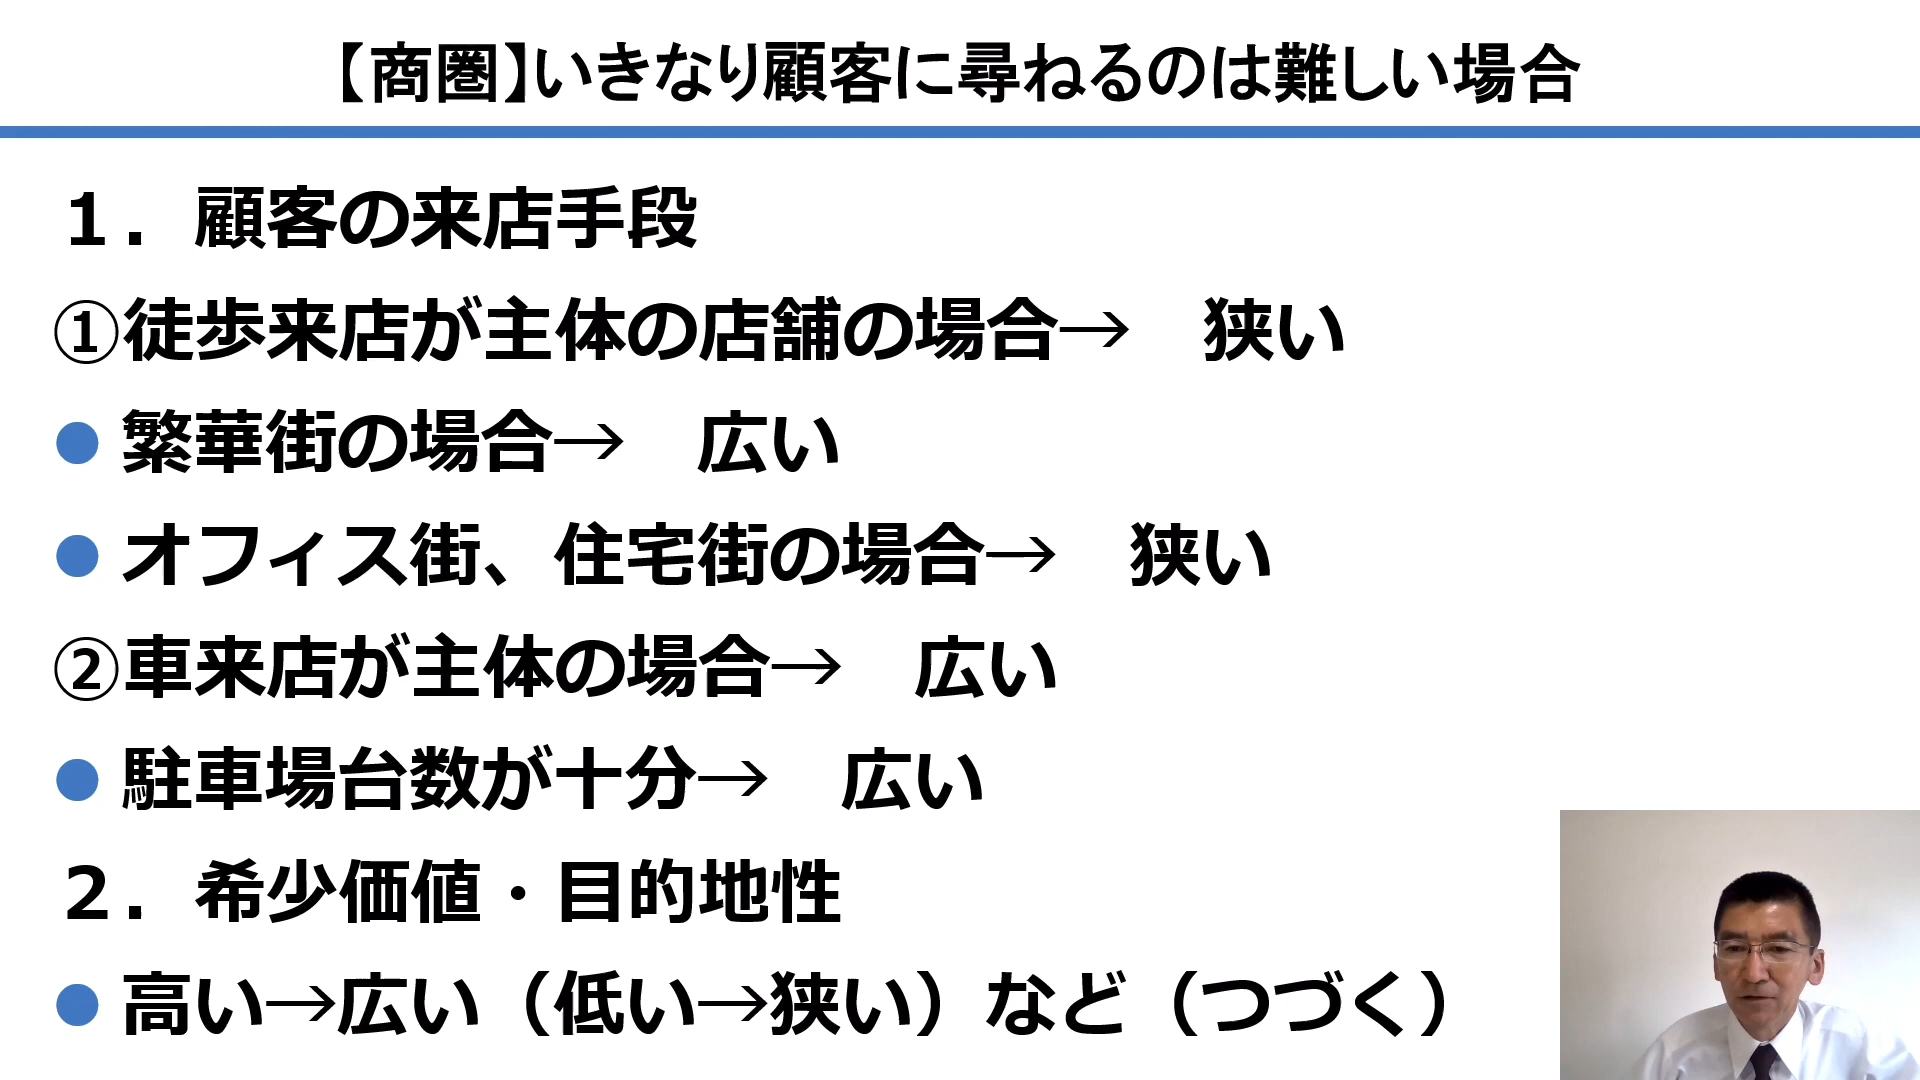 【商圏】いきなり顧客に尋ねるのは難しい場合
１．顧客の来店手段
①徒歩来店が主体の店舗の場合→　狭い
●繁華街の場合→　広い
●オフィス街、住宅街の場合→　狭い
②車来店が主体の場合→　広い
●駐車場台数が十分→　広い
２．希少価値・目的地性
●高い→広い（低い→狭い）など（つづく）